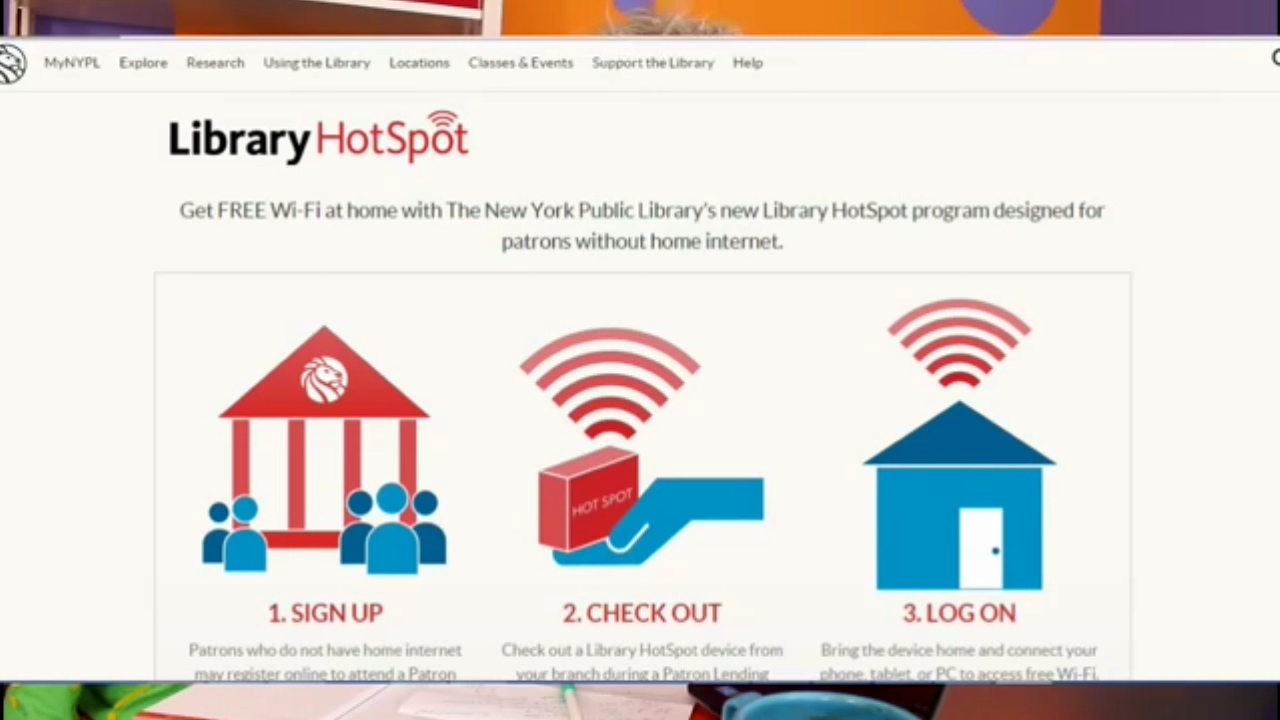 MyNYPL Explore Research Using the Library Locations Classes & Events Support the Library Help
Library HotSpot
Get FREE Wi-Fi at home with The New York Public Library's new Library HotSpot program designed for
patrons without home internet.
HOT SPOT
1. SIGN UP
2. CHECK OUT
3. LOG ON
Patrons who do not have home internet
may register online to attend a Patron
Check out a Library HotSpot device from
your branch during a Patron Lending
Bring the device home and connect your
phone, tablet, or PC to access free Wi-Fi.